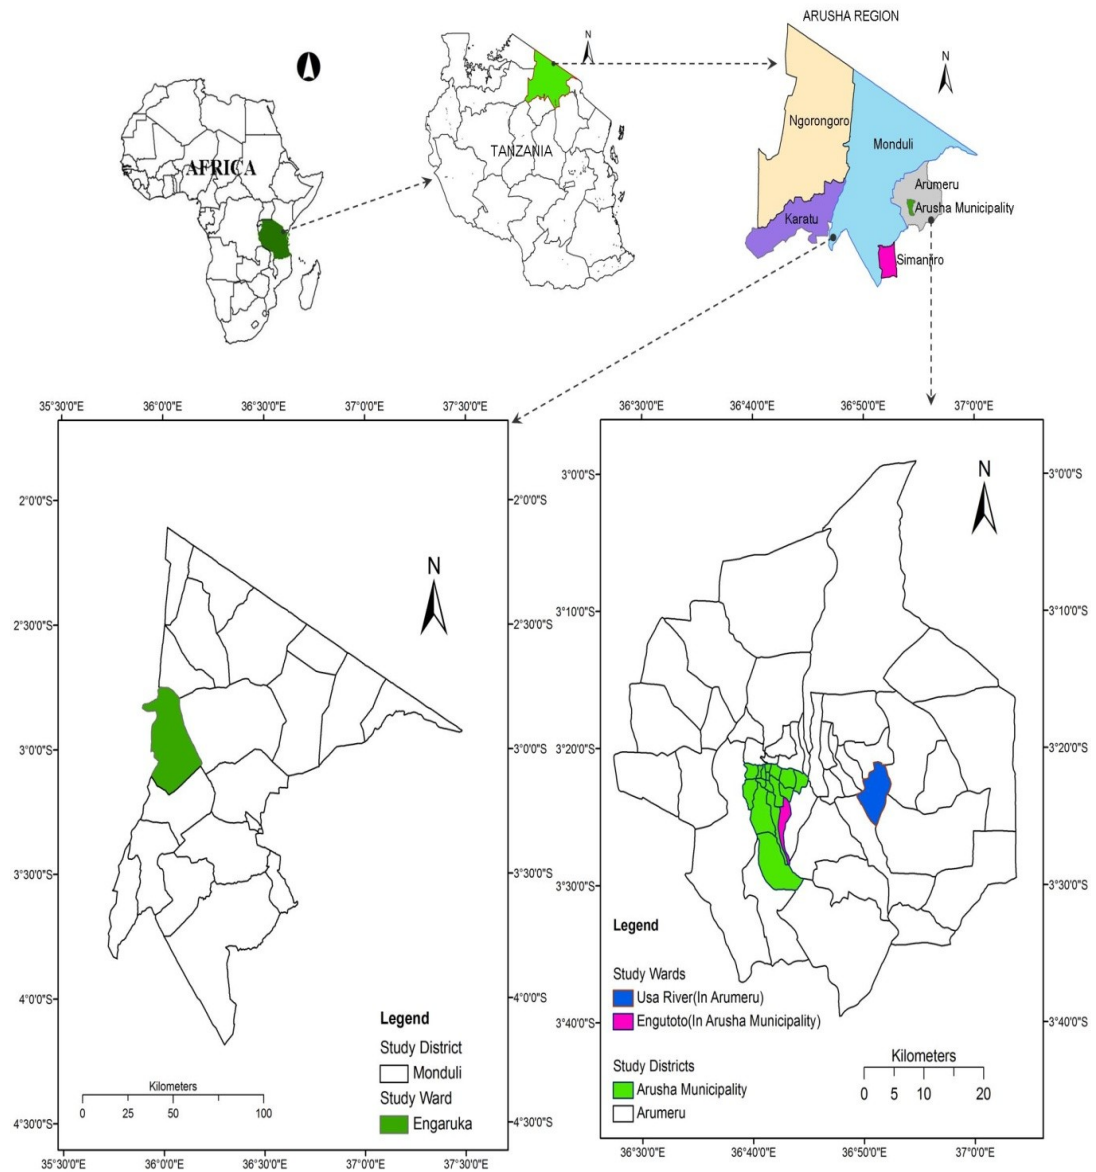 ARUSHA REGION
N
N
AFRICA
TANZANIA
Ngorongoro
Monduli
Arumeru
Arusha Municipality
Karatu
Simanjiro
35°30'0"E 36°0'0"E 36°30'0"E 37°0'0"E 37°30'0"E
2°0'0"S 2°0'0"S
2°30'0"S 2°30'0"S
3°0'0"S 3°0'0"S
3°30'0"S 3°30'0"S
4°0'0"S 4°0'0"S
4°30'0"S 4°30'0"S
N
Legend
Study District
Monduli
Study Ward
Engaruka
Kilometers
0 25 50 100
35°30'0"E 36°0'0"E 36°30'0"E 37°0'0"E 37°30'0"E
36°30'0"E 36°40'0"E 36°50'0"E 37°0'0"E
3°0'0"S 3°0'0"S
3°10'0"S 3°10'0"S
3°20'0"S 3°20'0"S
3°30'0"S 3°30'0"S
3°40'0"S 3°40'0"S
N
Legend
Study Wards
Usa River(In Arumeru)
Engutoto(In Arusha Municipality)
Study Districts
Arusha Municipality
Arumeru
Kilometers
0 5 10 20
36°30'0"E 36°40'0"E 36°50'0"E 37°0'0"E